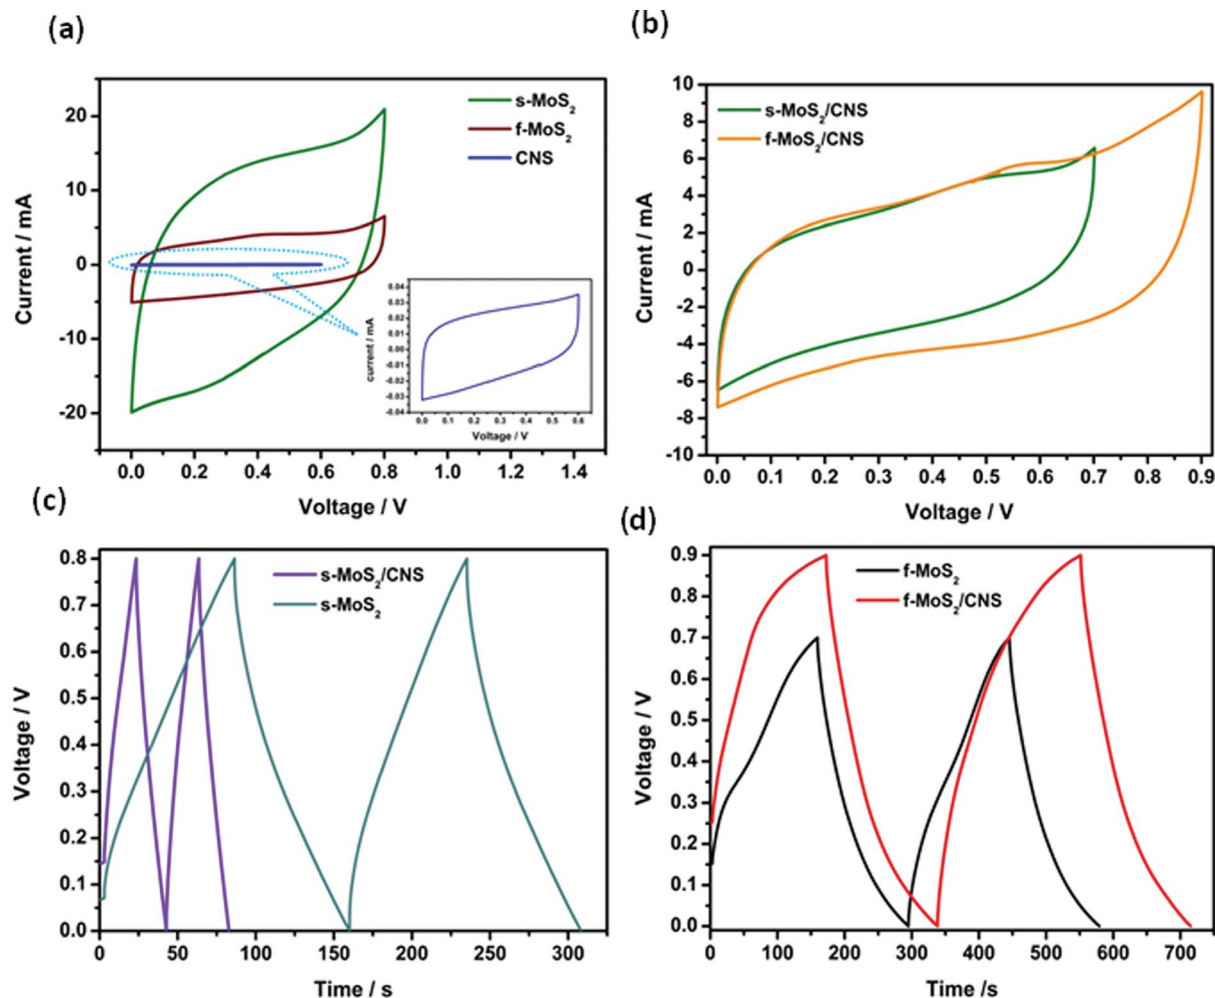 (a)
s-MoS2
f-MoS2
CNS
20
10
0
-10
-20
Current / mA
0.0 0.2 0.4 0.6 0.8 1.0 1.2 1.4
Voltage / V
0.04
0.03
0.02
0.01
0.00
-0.01
-0.02
-0.03
-0.04
current / mA
0.0 0.1 0.2 0.3 0.4 0.5 0.6
Voltage / V
(b)
s-MoS2/CNS
f-MoS2/CNS
10
8
6
4
2
0
-2
-4
-6
-8
-10
Current / mA
0.0 0.1 0.2 0.3 0.4 0.5 0.6 0.7 0.8 0.9
Voltage / V
(c)
s-MoS2/CNS
s-MoS2
0.8
0.7
0.6
0.5
0.4
0.3
0.2
0.1
0.0
Voltage / V
0 50 100 150 200 250 300
Time /s
(d)
f-MoS2
f-MoS2/CNS
0.9
0.8
0.7
0.6
0.5
0.4
0.3
0.2
0.1
0.0
Voltage / V
0 100 200 300 400 500 600 700
Time /s